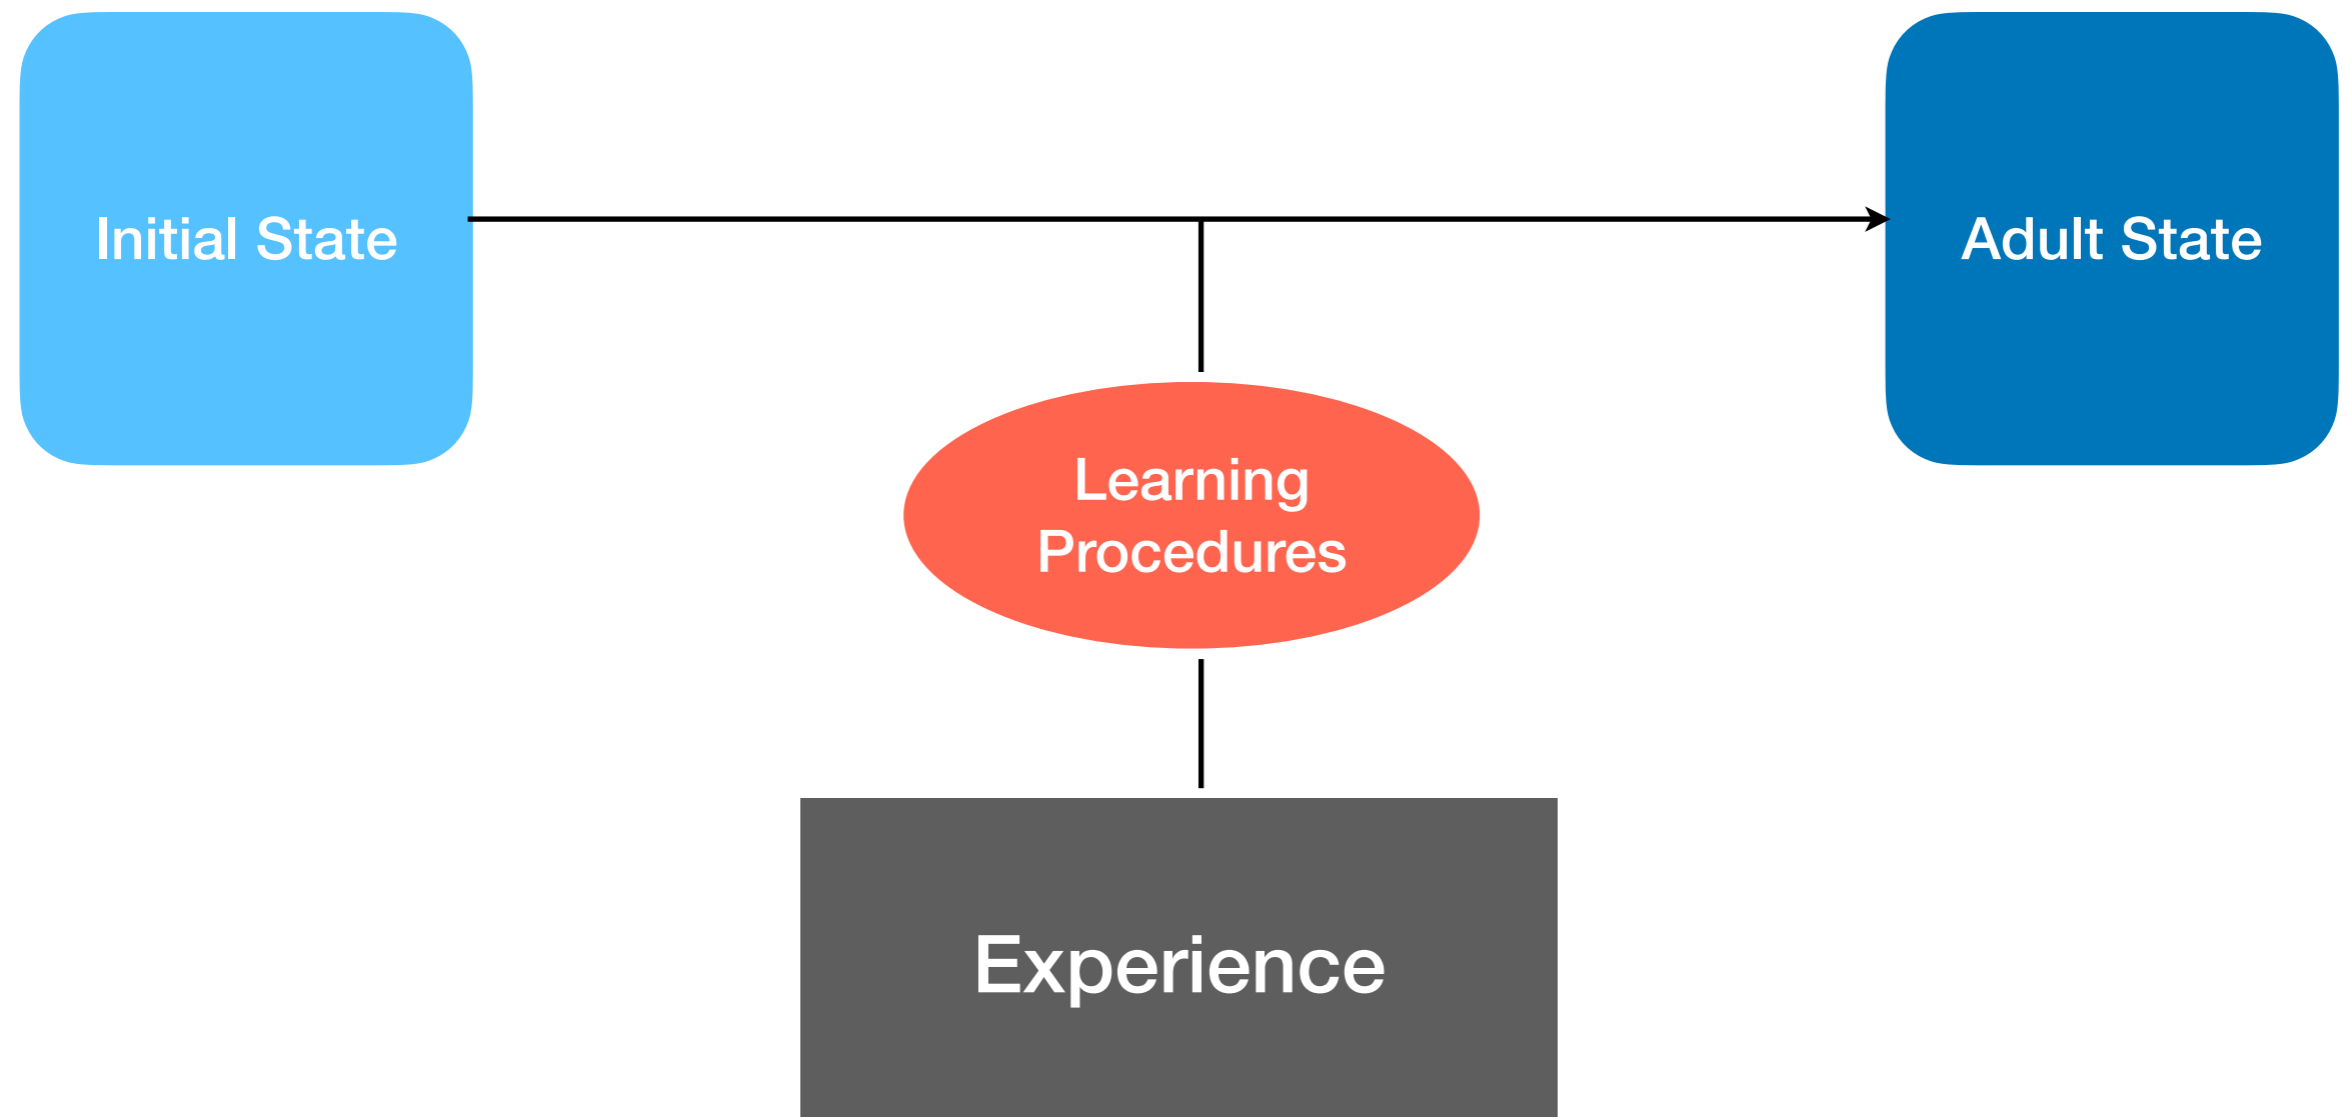 Initial State
Adult State
Learning
Procedures
Experience